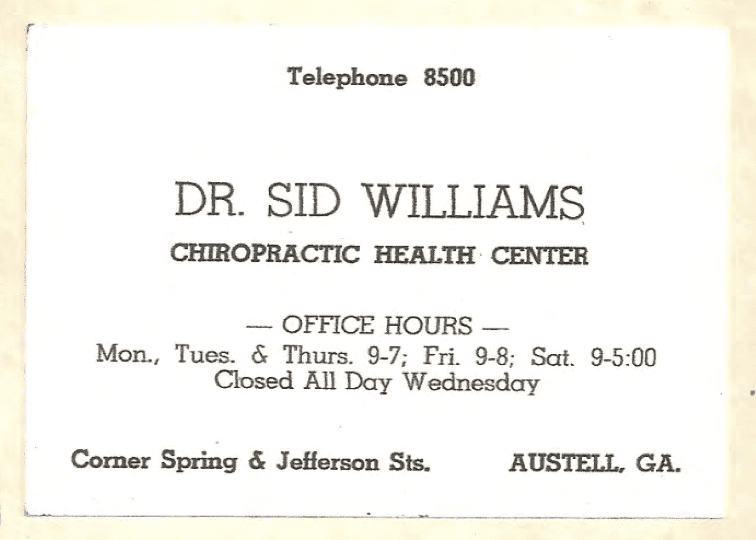 Telephone 8500
DR. SID WILLIAMS
CHIROPRACTIC HEALTH CENTER
— OFFICE HOURS —
Mon., Tues. & Thurs. 9-7; Fri. 9-8; Sat. 9-5:00
Closed All Day Wednesday
Corner Spring & Jefferson Sts. AUSTELL, GA.